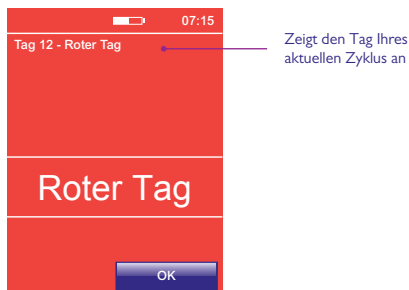 07:15
Tag 12 - Roter Tag
Zeigt den Tag Ihres
aktuellen Zyklus an
Roter Tag
OK